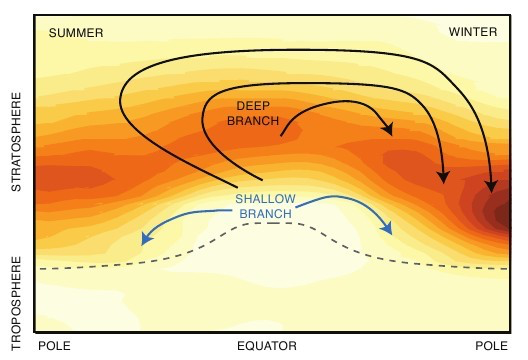 SUMMER
WINTER
STRATOSPHERE
DEEP
BRANCH
SHALLOW
BRANCH
TROPOSPHERE
POLE
EQUATOR
POLE